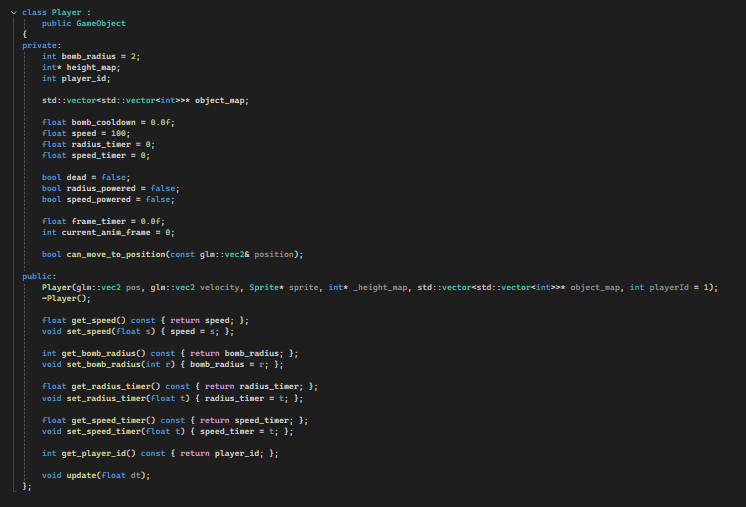 class Player :
    public GameObject
{
private:
    int bomb_radius = 2;
    int* height_map;
    int player_id;

    std::vector<std::vector<int>>* object_map;

    float bomb_cooldown = 0.0f;
    float speed = 100;
    float radius_timer = 0;
    float speed_timer = 0;

    bool dead = false;
    bool radius_powered = false;
    bool speed_powered = false;

    float frame_timer = 0.0f;
    int current_anim_frame = 0;

    bool can_move_to_position(const glm::vec2& position);

public:
    Player(glm::vec2 pos, glm::vec2 velocity, Sprite* sprite, int* _height_map, std::vector<std::vector<int>>* object_map, int playerId = 1);
    ~Player();

    float get_speed() const { return speed; };
    void set_speed(float s) { speed = s; };

    int get_bomb_radius() const { return bomb_radius; };
    void set_bomb_radius(int r) { bomb_radius = r; };

    float get_radius_timer() const { return radius_timer; };
    void set_radius_timer(float t) { radius_timer = t; };

    float get_speed_timer() const { return speed_timer; };
    void set_speed_timer(float t) { speed_timer = t; };

    int get_player_id() const { return player_id; };

    void update(float dt);
};